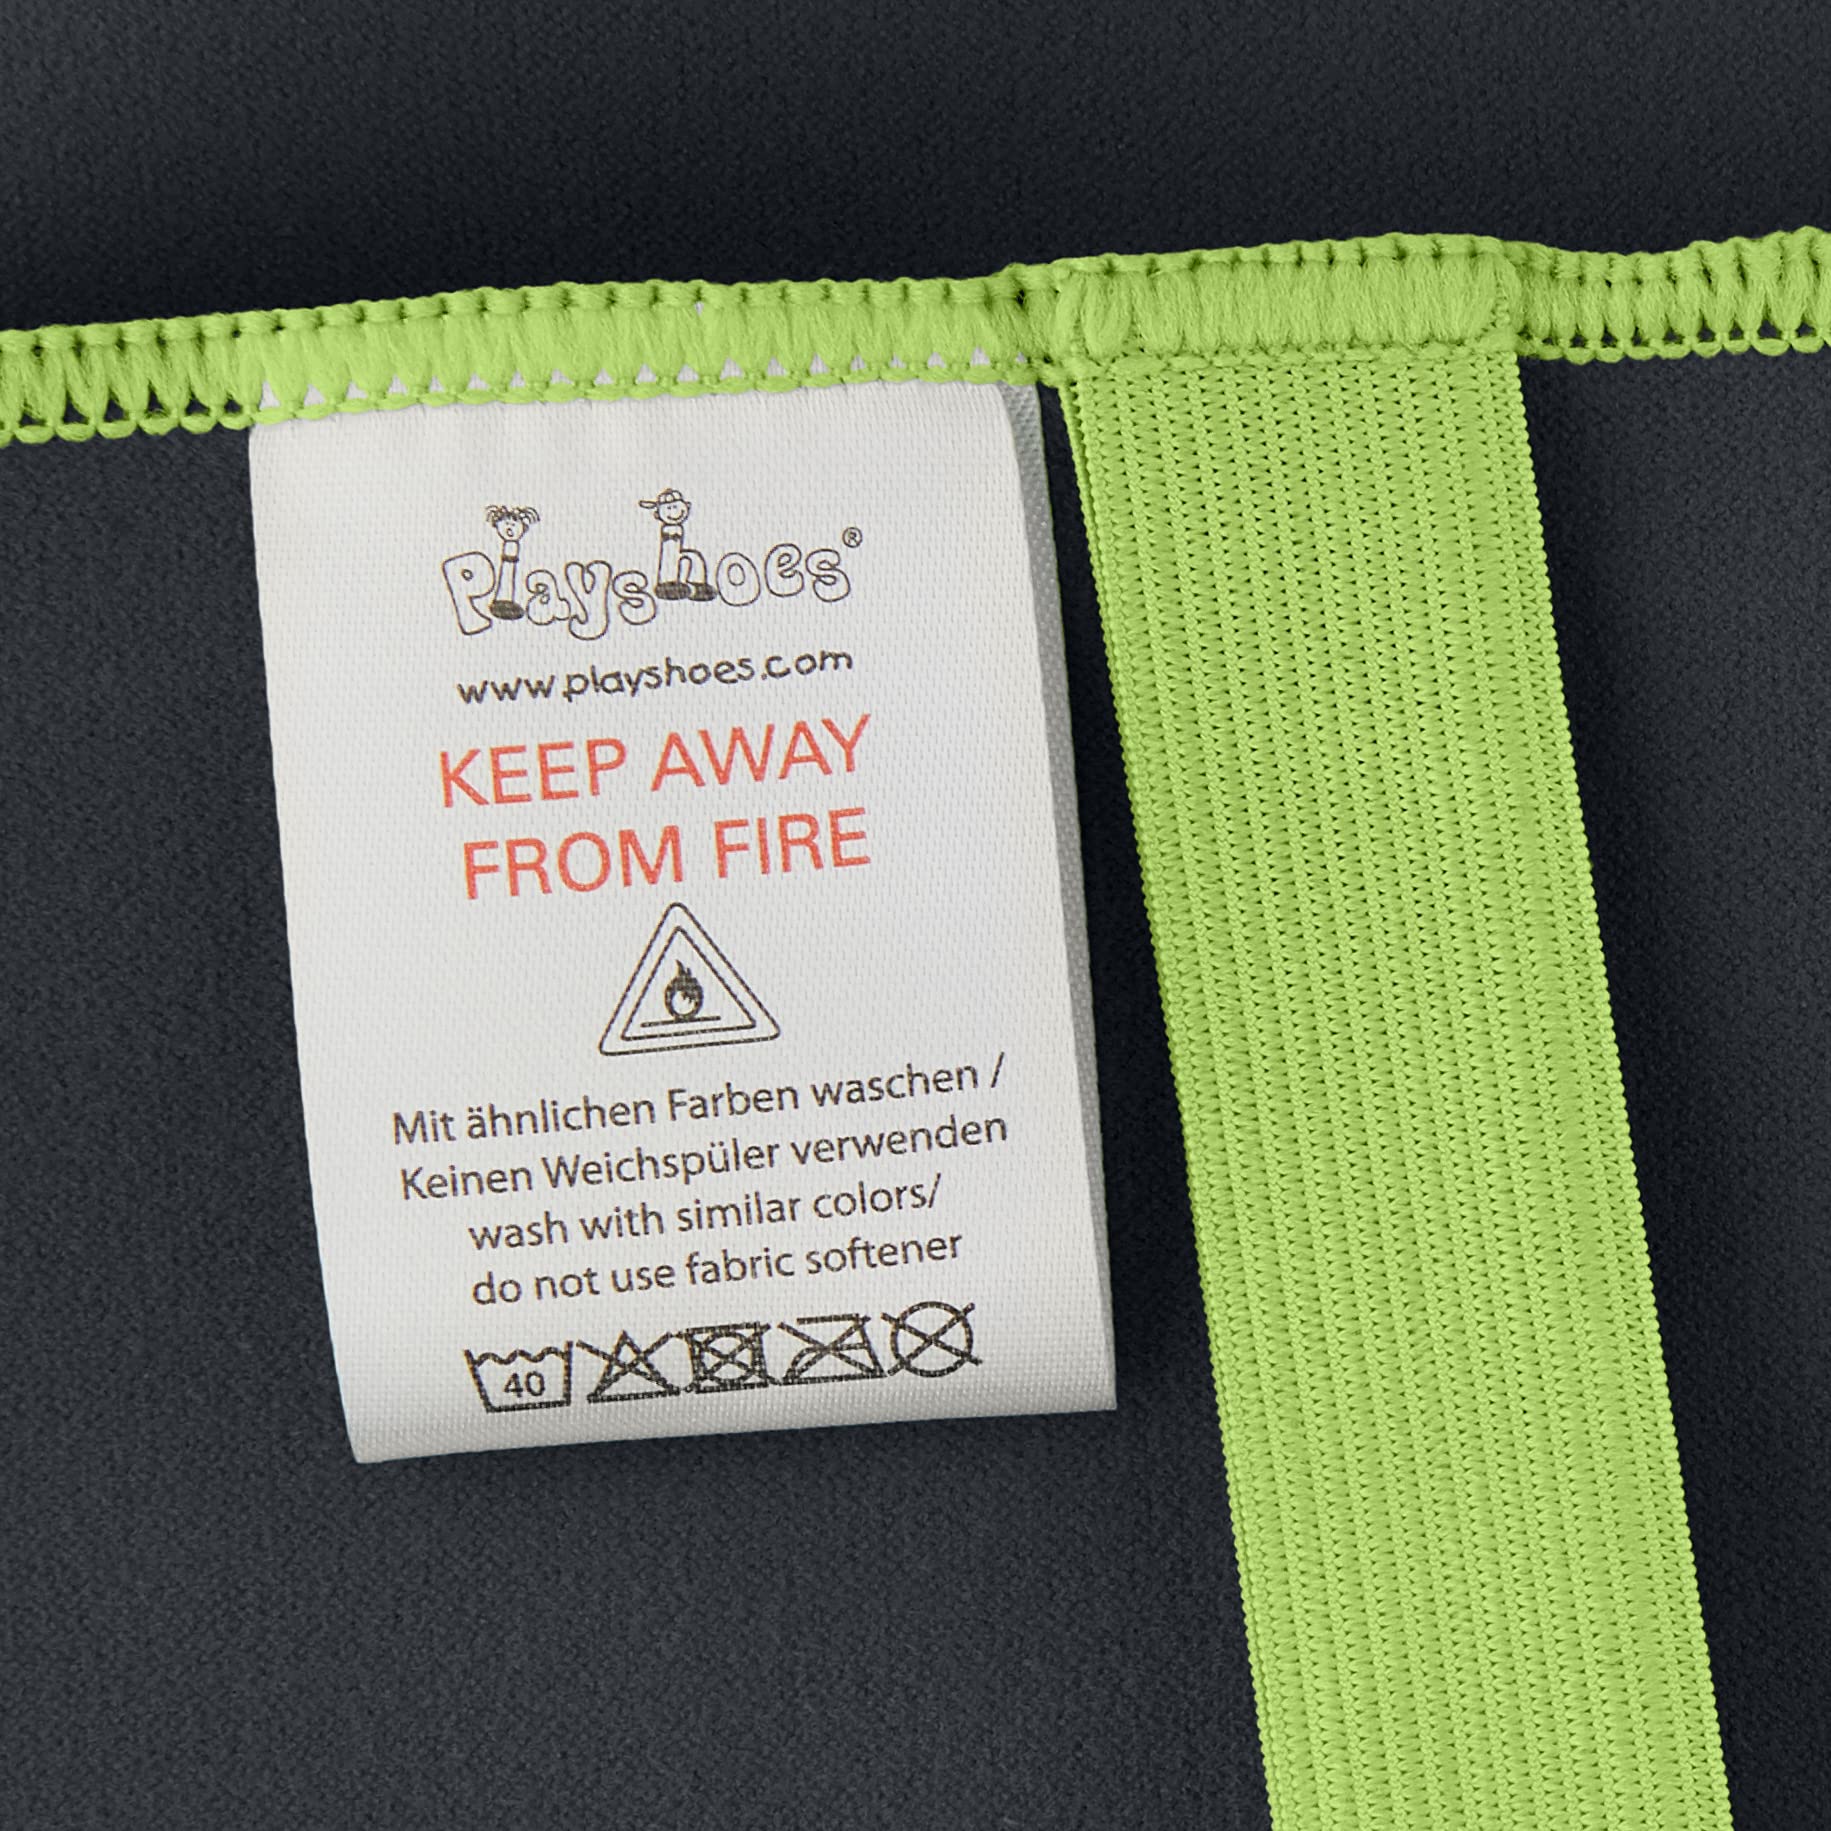 Playshoes®
www.playshoes.com
KEEP AWAY
FROM FIRE
Mit ähnlichen Farben waschen /
Keinen Weichspüler verwenden
wash with similar colors/
do not use fabric softener
40